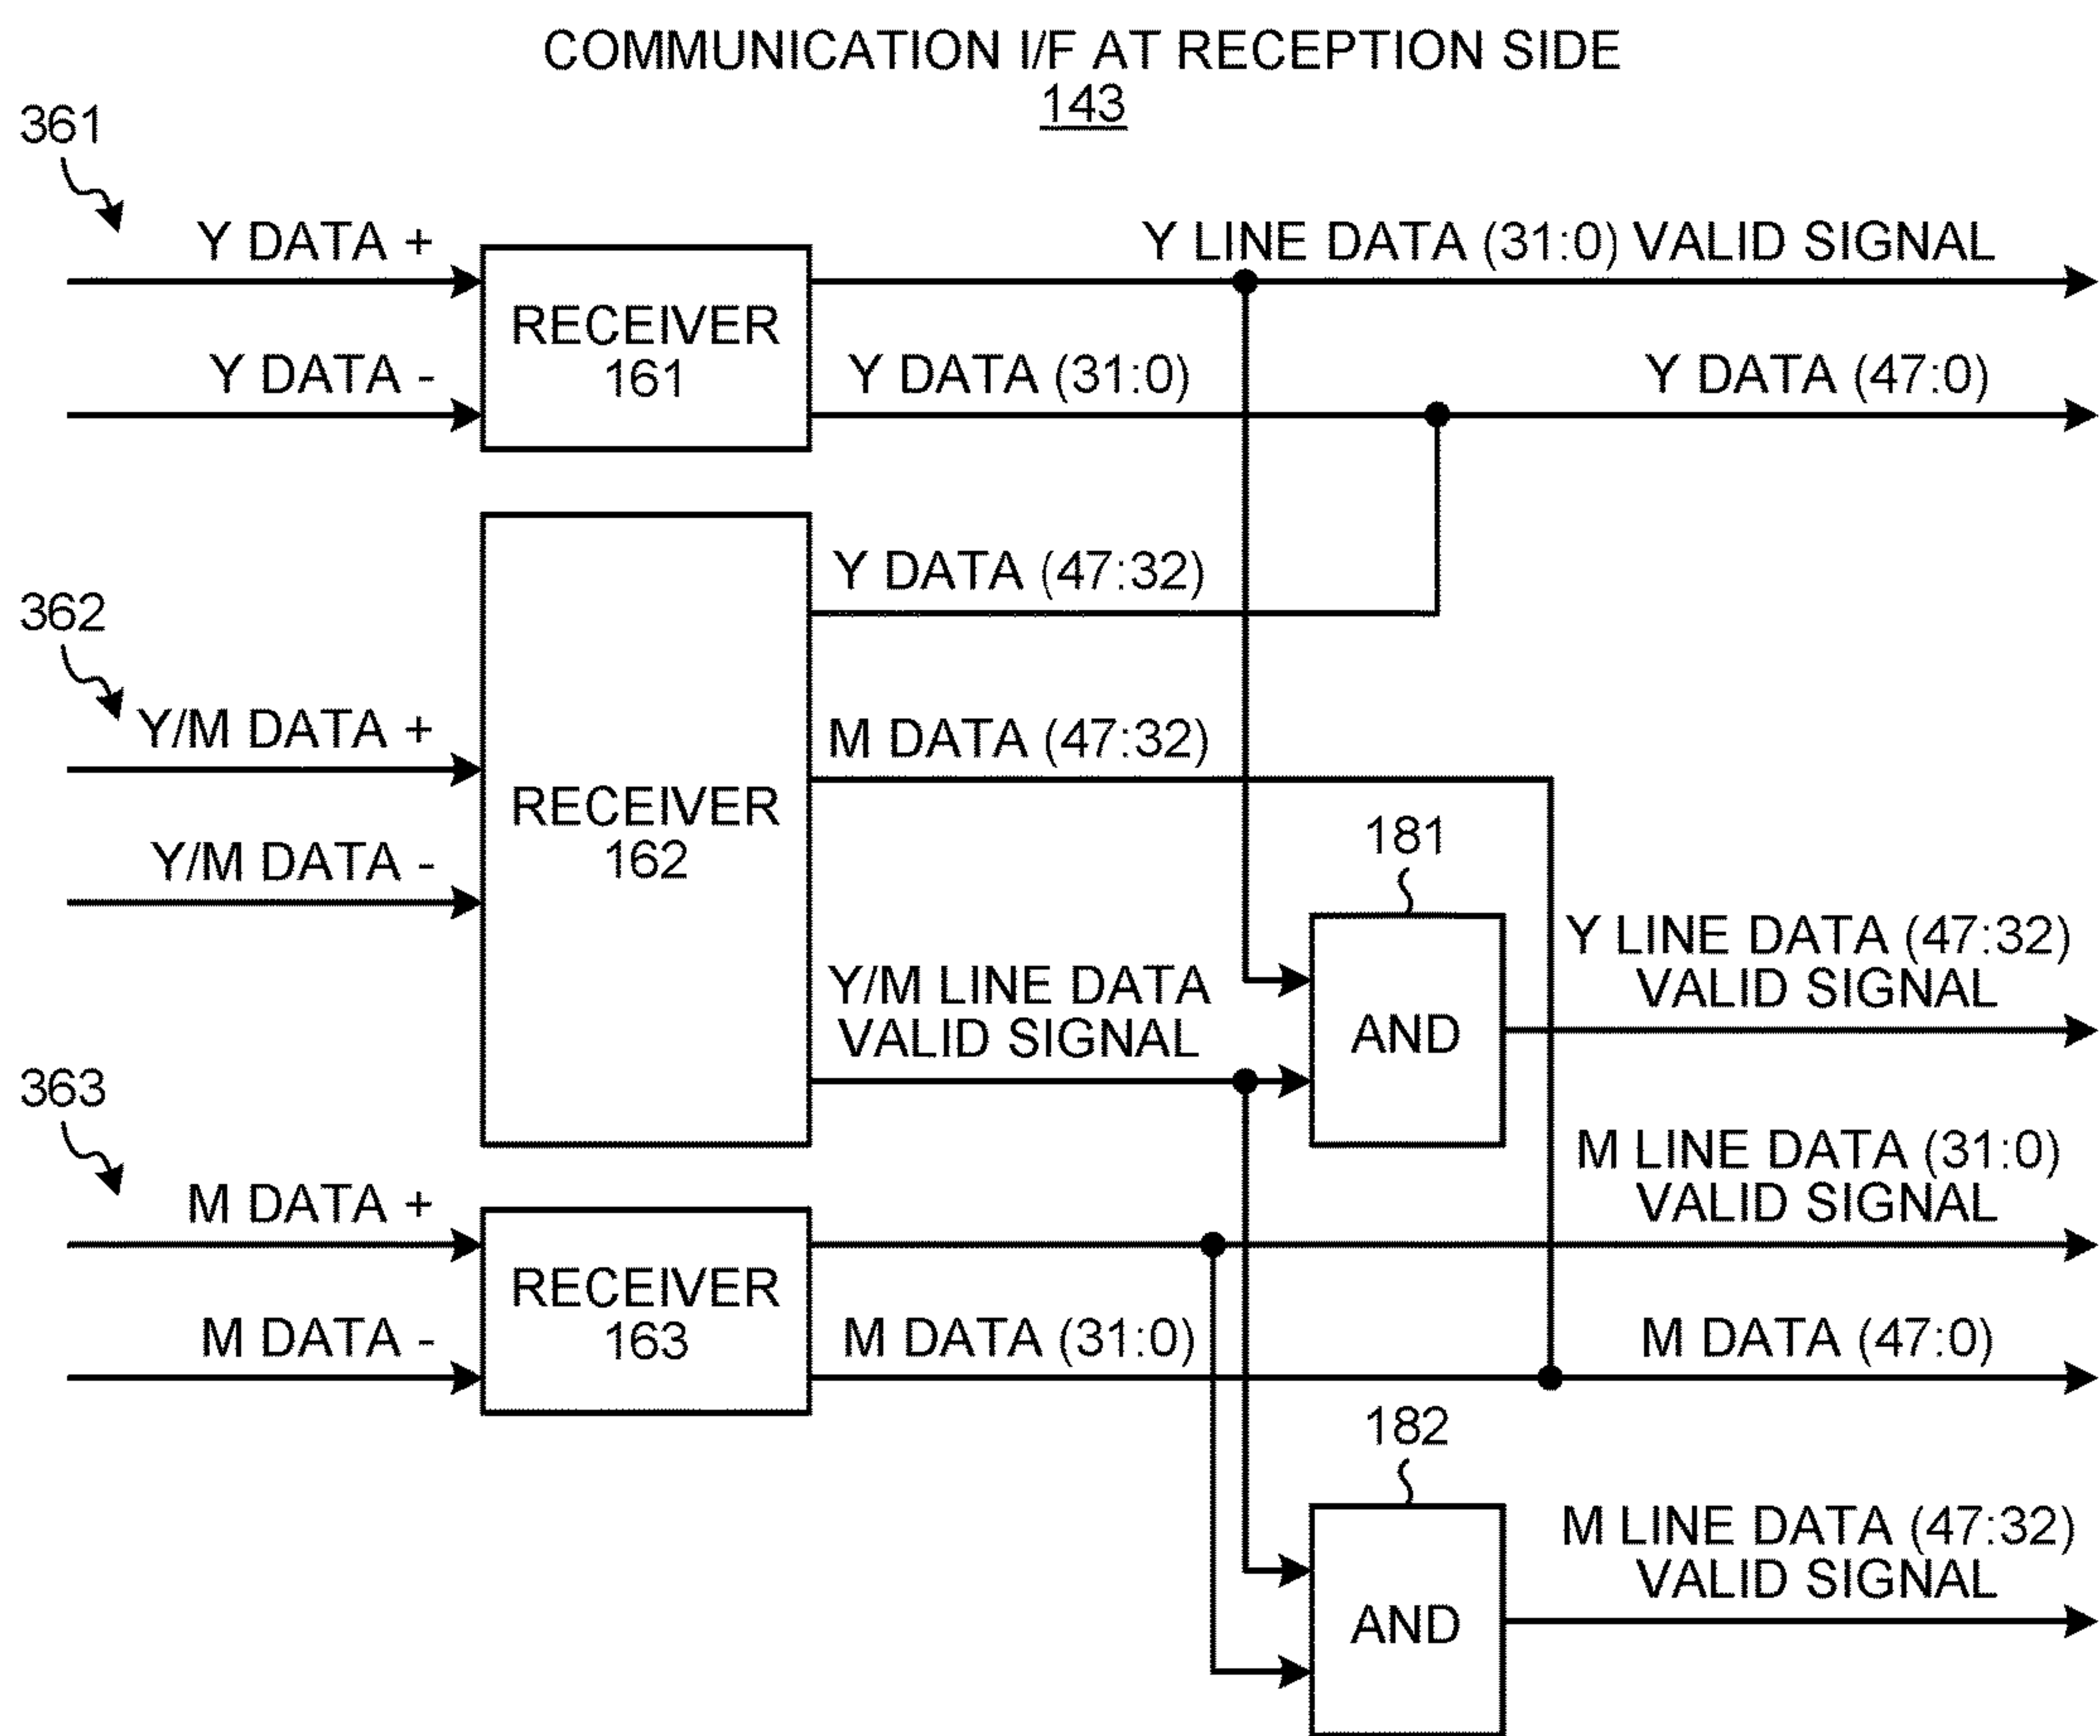 COMMUNICATION I/F AT RECEPTION SIDE
143
361
Y DATA +
Y LINE DATA (31:0) VALID SIGNAL
RECEIVER
161
Y DATA -
Y DATA (31:0)
Y DATA (47:0)
Y DATA (47:32)
362
Y/M DATA +
M DATA (47:32)
RECEIVER
162
Y/M DATA -
181
Y/M LINE DATA
VALID SIGNAL
AND
Y LINE DATA (47:32)
VALID SIGNAL
363
M DATA +
M LINE DATA (31:0)
VALID SIGNAL
RECEIVER
163
M DATA -
M DATA (31:0)
M DATA (47:0)
182
AND
M LINE DATA (47:32)
VALID SIGNAL